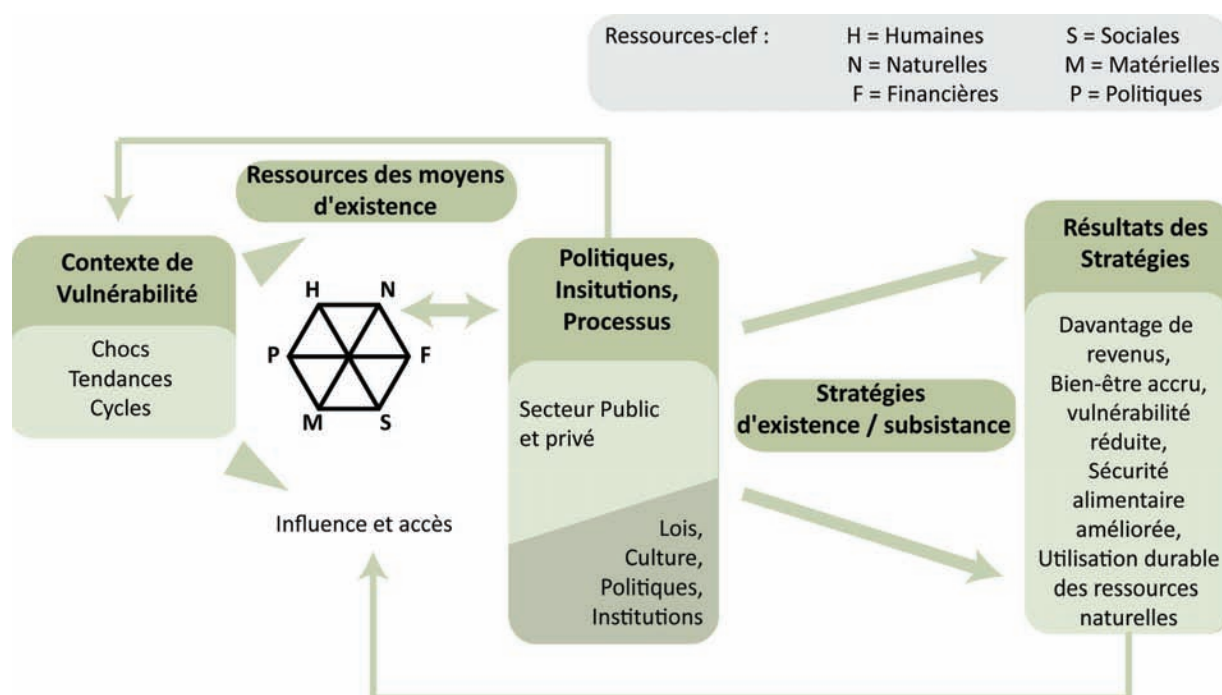 Ressources-clef : H = Humaines S = Sociales
N = Naturelles M = Matérielles
F = Financières P = Politiques
Ressources des moyens
d'existence
Contexte de
Vulnérabilité
Chocs
Tendances
Cycles
H N
P F
M S
Influence et accès
Politiques,
Insitutions,
Processus
Secteur Public
et privé
Lois,
Culture,
Politiques,
Institutions
Stratégies
d'existence / subsistance
Résultats des
Stratégies
Davantage de
revenus,
Bien-être accru,
vulnérabilité
réduite,
Sécurité
alimentaire
améliorée,
Utilisation durable
des ressources
naturelles